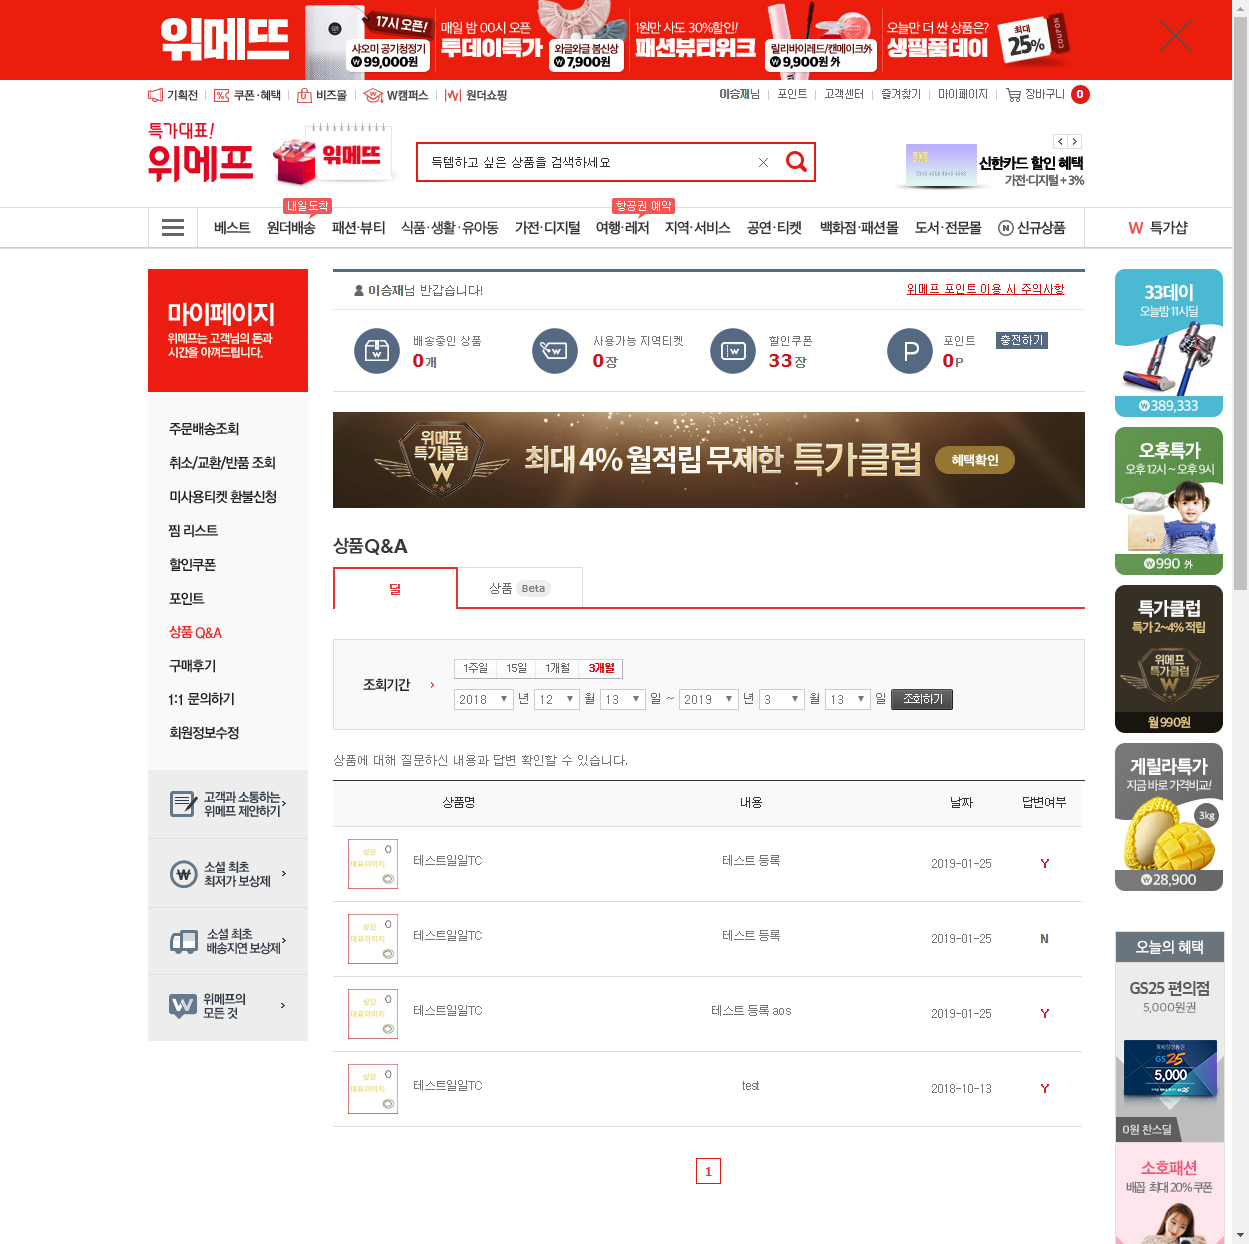 위메뜨
17시 오픈!
샤오미 공기청정기
₩99,000원
매일 밤 00시 오픈
투데이특가
와글와글 봄신상
₩7,900원
1원만 사도 30%할인!
패션뷰티위크
릴리바이레드/캔메이크外
₩9,900원 外
오늘만 더 싼 상품은?
생필품데이
최대
25%
COUPON
기획전
쿠폰·혜택
비즈몰
W캠퍼스
원더쇼핑
이승재님
포인트
고객센터
즐겨찾기
마이페이지
장바구니
0
특가대표!
위메프
위메뜨
득템하고 싶은 상품을 검색하세요
신한카드 할인 혜택
가전·디지털 +3%
내일도착
항공권 예약
베스트
원더배송
패션·뷰티
식품·생활·유아동
가전·디지털
여행·레저
지역·서비스
공연·티켓
백화점·패션몰
도서·전문몰
N 신규상품
W 특가샵
마이페이지
위메프는 고객님의 돈과
시간을 아껴드립니다.
주문배송조회
취소/교환/반품 조회
미사용티켓 환불신청
찜 리스트
할인쿠폰
포인트
상품 Q&A
구매후기
1:1 문의하기
회원정보수정
고객과 소통하는
위메프 제안하기
소셜 최초
최저가 보상제
소셜 최초
배송지연 보상제
위메프의
모든 것
이승재님 반갑습니다!
위메프 포인트 이용 시 주의사항
배송중인 상품
0개
사용가능 지역티켓
0장
할인쿠폰
33장
포인트
0P
충전하기
위메프
특가클럽
W
최대 4% 월적립 무제한 특가클럽
혜택확인
상품Q&A
딜
상품 Beta
조회기간
1주일
15일
1개월
3개월
2018 년 12 월 13 일 ~ 2019 년 3 월 13 일 조회하기
상품에 대해 질문하신 내용과 답변 확인할 수 있습니다.
상품명 내용 날짜 답변여부
테스트일일TC 테스트 등록 2019-01-25 Y
테스트일일TC 테스트 등록 2019-01-25 N
테스트일일TC 테스트 등록 aos 2019-01-25 Y
테스트일일TC test 2018-10-13 Y
1
33데이
오늘밤 11시딜
₩389,333
오후특가
오후 12시 ~ 오후 9시
₩990 外
특가클럽
특가 2~4% 적립
위메프
특가클럽
W
월 990원
게릴라특가
지금 바로 가격비교!
3kg
₩28,900
오늘의 혜택
GS25 편의점
5,000원권
GS25
5,000
0원 찬스딜
소호패션
배꼽 최대 20% 쿠폰